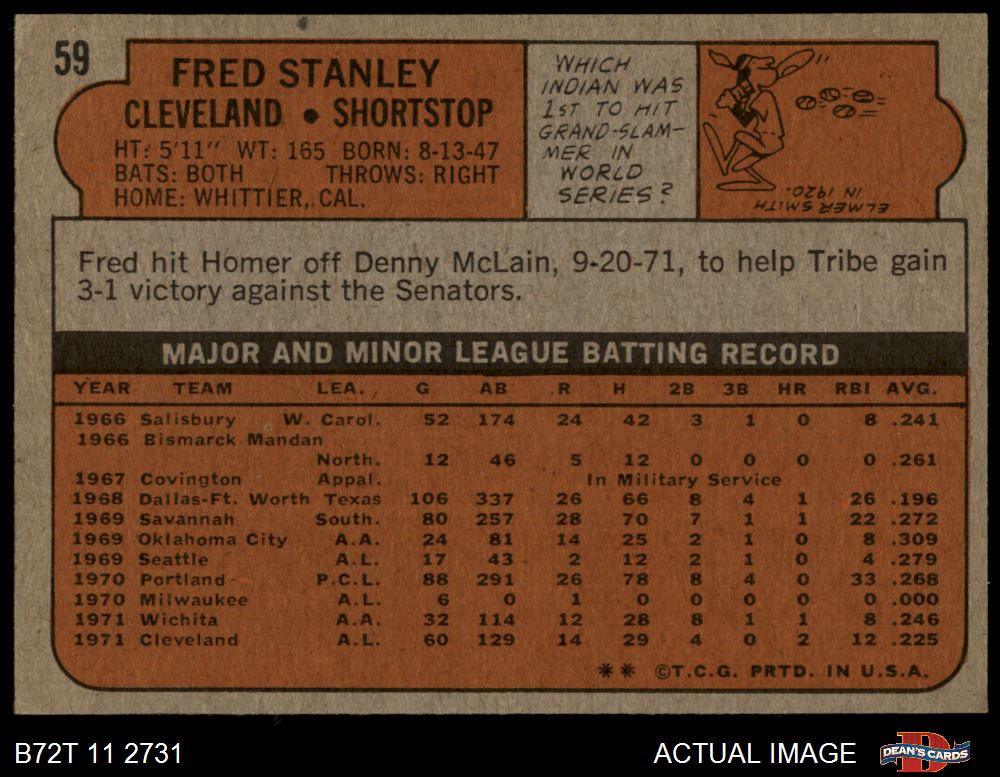 59
FRED STANLEY
CLEVELAND • SHORTSTOP
HT: 5'11" WT: 165 BORN: 8-13-47
BATS: BOTH THROWS: RIGHT
HOME: WHITTIER, CAL.
WHICH
INDIAN WAS
1ST TO HIT
GRAND-SLAM-
MER IN
WORLD
SERIES?
ELMER SMITH
IN 1920.
Fred hit Homer off Denny McLain, 9-20-71, to help Tribe gain
3-1 victory against the Senators.
MAJOR AND MINOR LEAGUE BATTING RECORD
YEAR TEAM LEA. G AB R H 2B 3B HR RBI AVG.
1966 Salisbury W. Carol. 52 174 24 42 3 1 0 8 .241
1966 Bismarck Mandan
North. 12 46 5 12 0 0 0 0 .261
1967 Covington Appal. In Military Service
1968 Dallas-Ft. Worth Texas 106 337 26 66 8 4 1 26 .196
1969 Savannah South. 80 257 28 70 7 1 1 22 .272
1969 Oklahoma City A.A. 24 81 14 25 2 1 0 8 .309
1969 Seattle A.L. 17 43 2 12 2 1 0 4 .279
1970 Portland P.C.L. 88 291 26 78 8 4 0 33 .268
1970 Milwaukee A.L. 6 0 1 0 0 0 0 0 .000
1971 Wichita A.A. 32 114 12 28 8 1 1 8 .246
1971 Cleveland A.L. 60 129 14 29 4 0 2 12 .225
** ©T.C.G. PRTD. IN U.S.A.
B72T 11 2731
ACTUAL IMAGE
D
DEAN'S CARDS